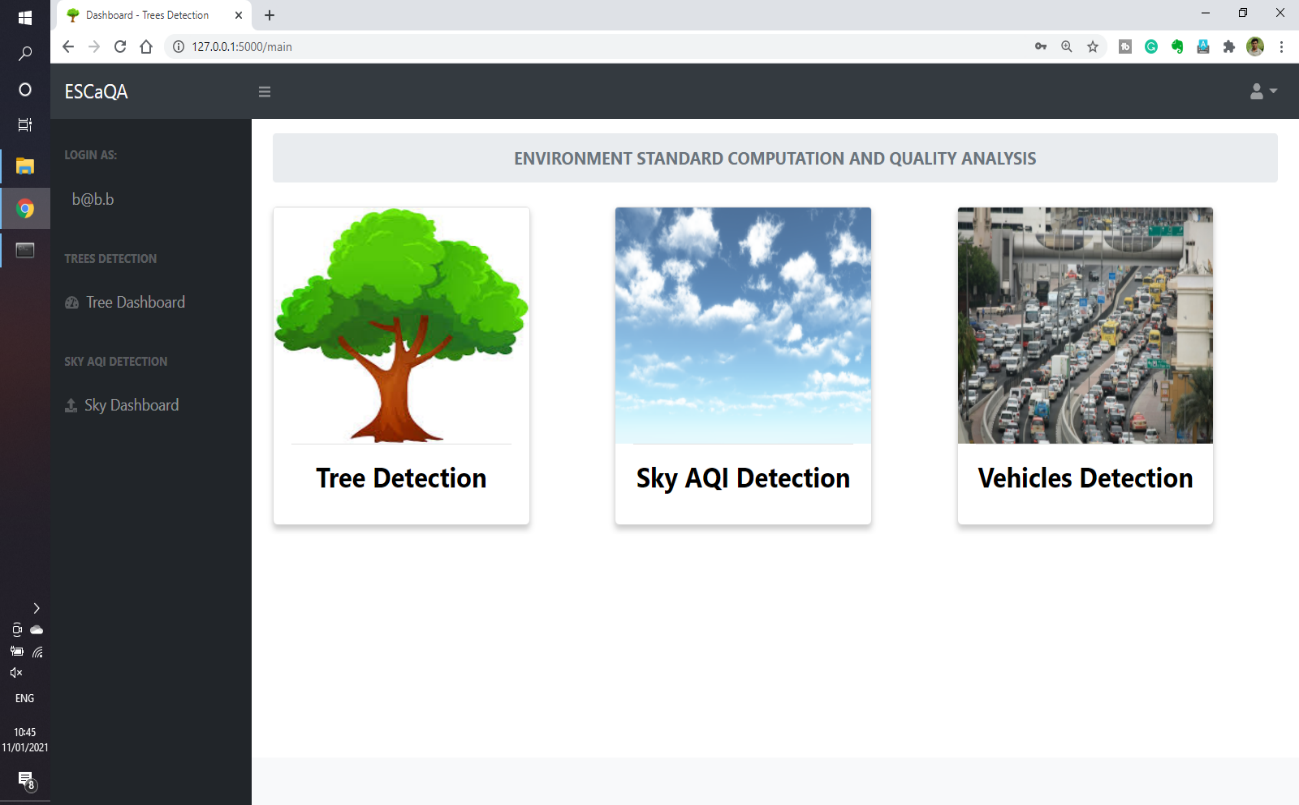 Dashboard - Trees Detection
127.0.0.1:5000/main
ESCaQA
LOGIN AS:
b@b.b
TREES DETECTION
Tree Dashboard
SKY AQI DETECTION
Sky Dashboard
ENVIRONMENT STANDARD COMPUTATION AND QUALITY ANALYSIS
Tree Detection
Sky AQI Detection
Vehicles Detection
ENG
10:45
11/01/2021
8